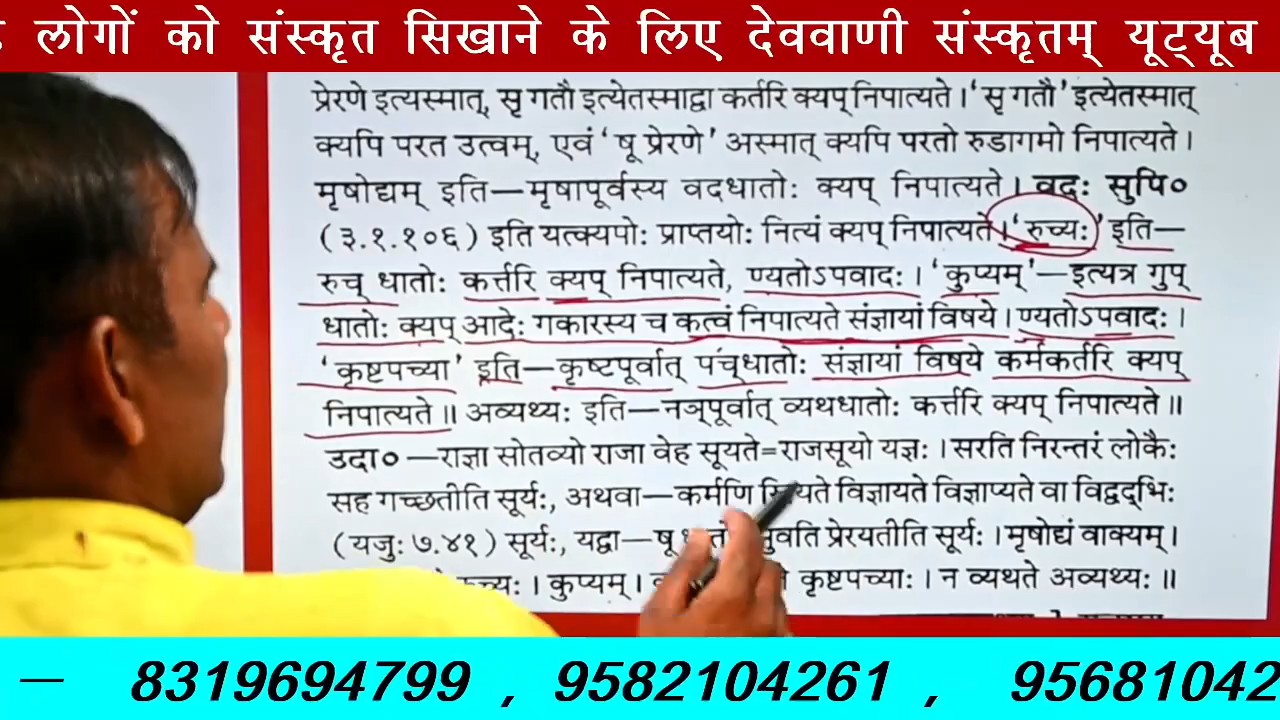 लोगों को संस्कृत सिखाने के लिए देववाणी संस्कृतम् यूट्यूब
प्रेरणे इत्यस्मात्, सृ गतौ इत्येतस्माद्वा कर्तरि क्यप् निपात्यते । 'सृ गतौ' इत्येतस्मात्
क्यपि परत उत्वम्, एवं 'षू प्रेरणे' अस्मात् क्यपि परतो रुडागमो निपात्यते ।
मृषोद्यम् इति—मृषापूर्वस्य वदधातोः क्यप् निपात्यते । वदः सुपि०
(३.१.१०६) इति यत्क्यपोः प्राप्तयोः नित्यं क्यप् निपात्यते । 'रुच्यः' इति—
रुच् धातोः कर्त्तरि क्यप् निपात्यते, ण्यतोऽपवादः । 'कुप्यम्'—इत्यत्र गुप्
धातोः क्यप् आदेः गकारस्य च कत्वं निपात्यते संज्ञायां विषये । ण्यतोऽपवादः ।
'कृष्टपच्या' इति—कृष्टपूर्वात् पच्धातोः संज्ञायां विषये कर्मकर्तरि क्यप्
निपात्यते ॥ अव्यथ्यः इति—नञ्पूर्वात् व्यथधातोः कर्त्तरि क्यप् निपात्यते ॥
उदा०—राज्ञा सोतव्यो राजा वेह सूयते=राजसूयो यज्ञः । सरति निरन्तरं लोकैः
सह गच्छतीति सूर्यः, अथवा—कर्मणि विज्ञायते विज्ञाप्यते वा विद्वद्भिः
(यजुः ७.४१) सूर्यः, यद्वा—षू प्रेरयतीति सूर्यः । मृषोद्यं वाक्यम् ।
कुप्यम् । कृष्टपच्याः । न व्यथते अव्यथ्यः ॥
— 8319694799 , 9582104261 , 95681042